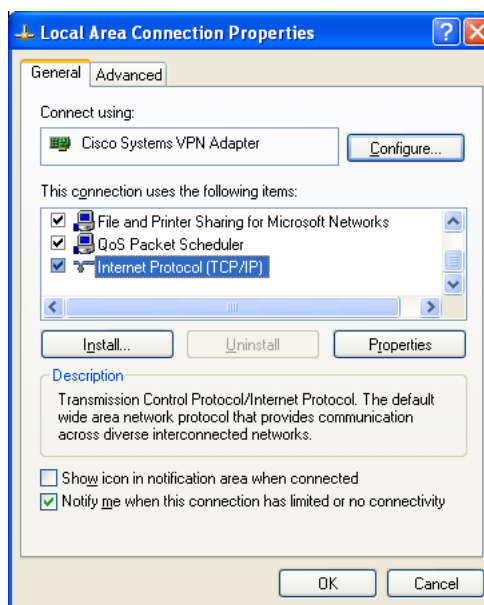 Local Area Connection Properties
General
Advanced
Connect using:
Cisco Systems VPN Adapter
Configure...
This connection uses the following items:
File and Printer Sharing for Microsoft Networks
QoS Packet Scheduler
Internet Protocol (TCP/IP)
Install...
Uninstall
Properties
Description
Transmission Control Protocol/Internet Protocol. The default
wide area network protocol that provides communication
across diverse interconnected networks.
Show icon in notification area when connected
Notify me when this connection has limited or no connectivity
OK
Cancel